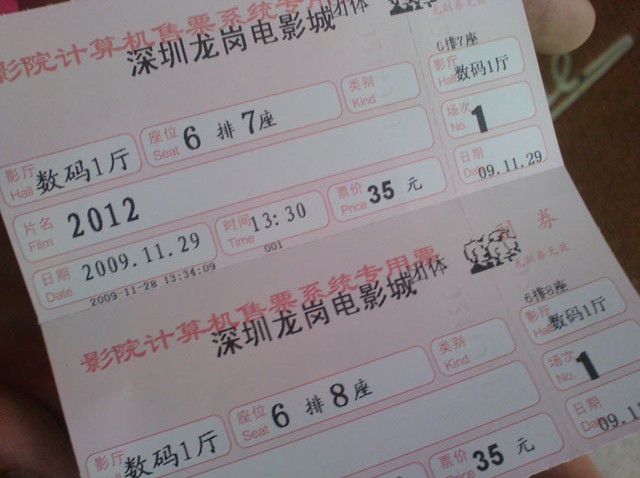 影院计算机售票系统专用票
深圳龙岗电影城 团体
6排7座
影厅 Hall 数码1厅
座位 Seat 6 排 7 座
类别 Kind
影厅 Hall 数码1厅
场次 No. 1
片名 Film 2012
日期 Date 09.11.29
日期 Date 2009.11.29
时间 Time 13:30
票价 Price 35 元
2009-11-28 13:34:09
001
副 券
无副券无效
影院计算机售票系统专用票
深圳龙岗电影城 团体
6排8座
影厅 Hall 数码1厅
座位 Seat 6 排 8 座
类别 Kind
影厅 Hall 数码1厅
场次 No. 1
票价 Price 35 元
日期 Date 09.11